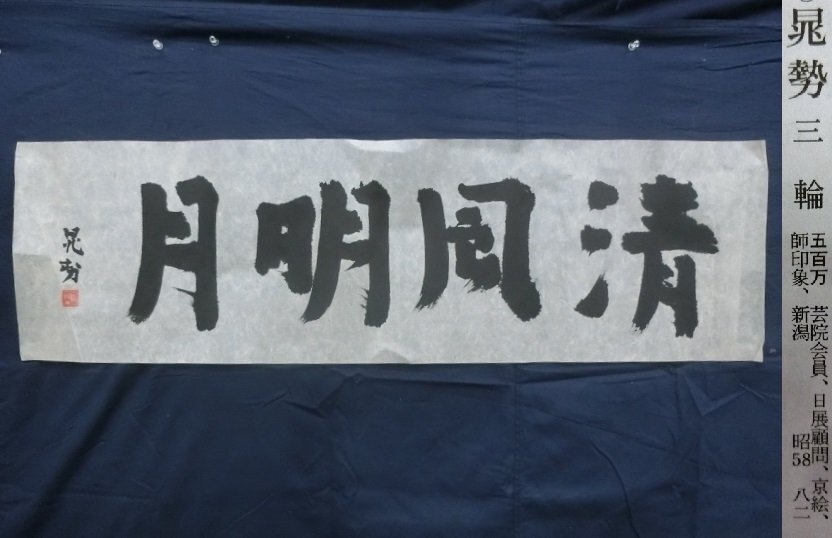 清風明月
晁勢
晁勢 三輪
五百万 芸院会員、日展顧問、京絵、
師印象、新潟 昭58 八二